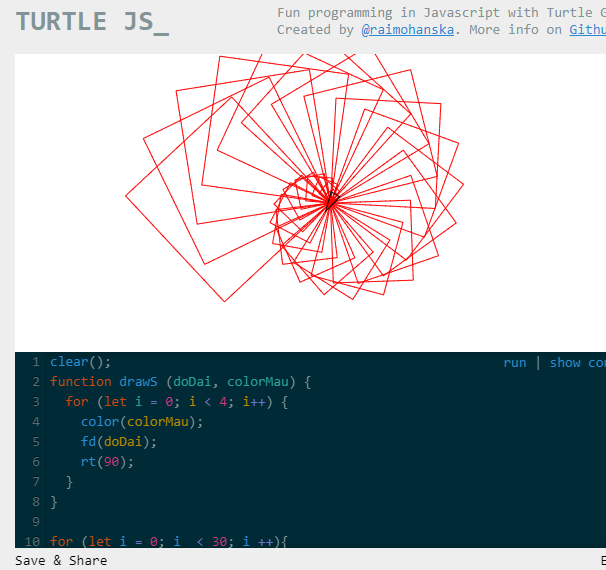 TURTLE JS_
Fun programming in Javascript with Turtle G
Created by @raimohanska. More info on Githu
run | show co
1 clear();
2 function drawS (doDai, colorMau) {
3 for (let i = 0; i < 4; i++) {
4 color(colorMau);
5 fd(doDai);
6 rt(90);
7 }
8 }
9
10 for (let i = 0; i < 30; i ++){
Save & Share